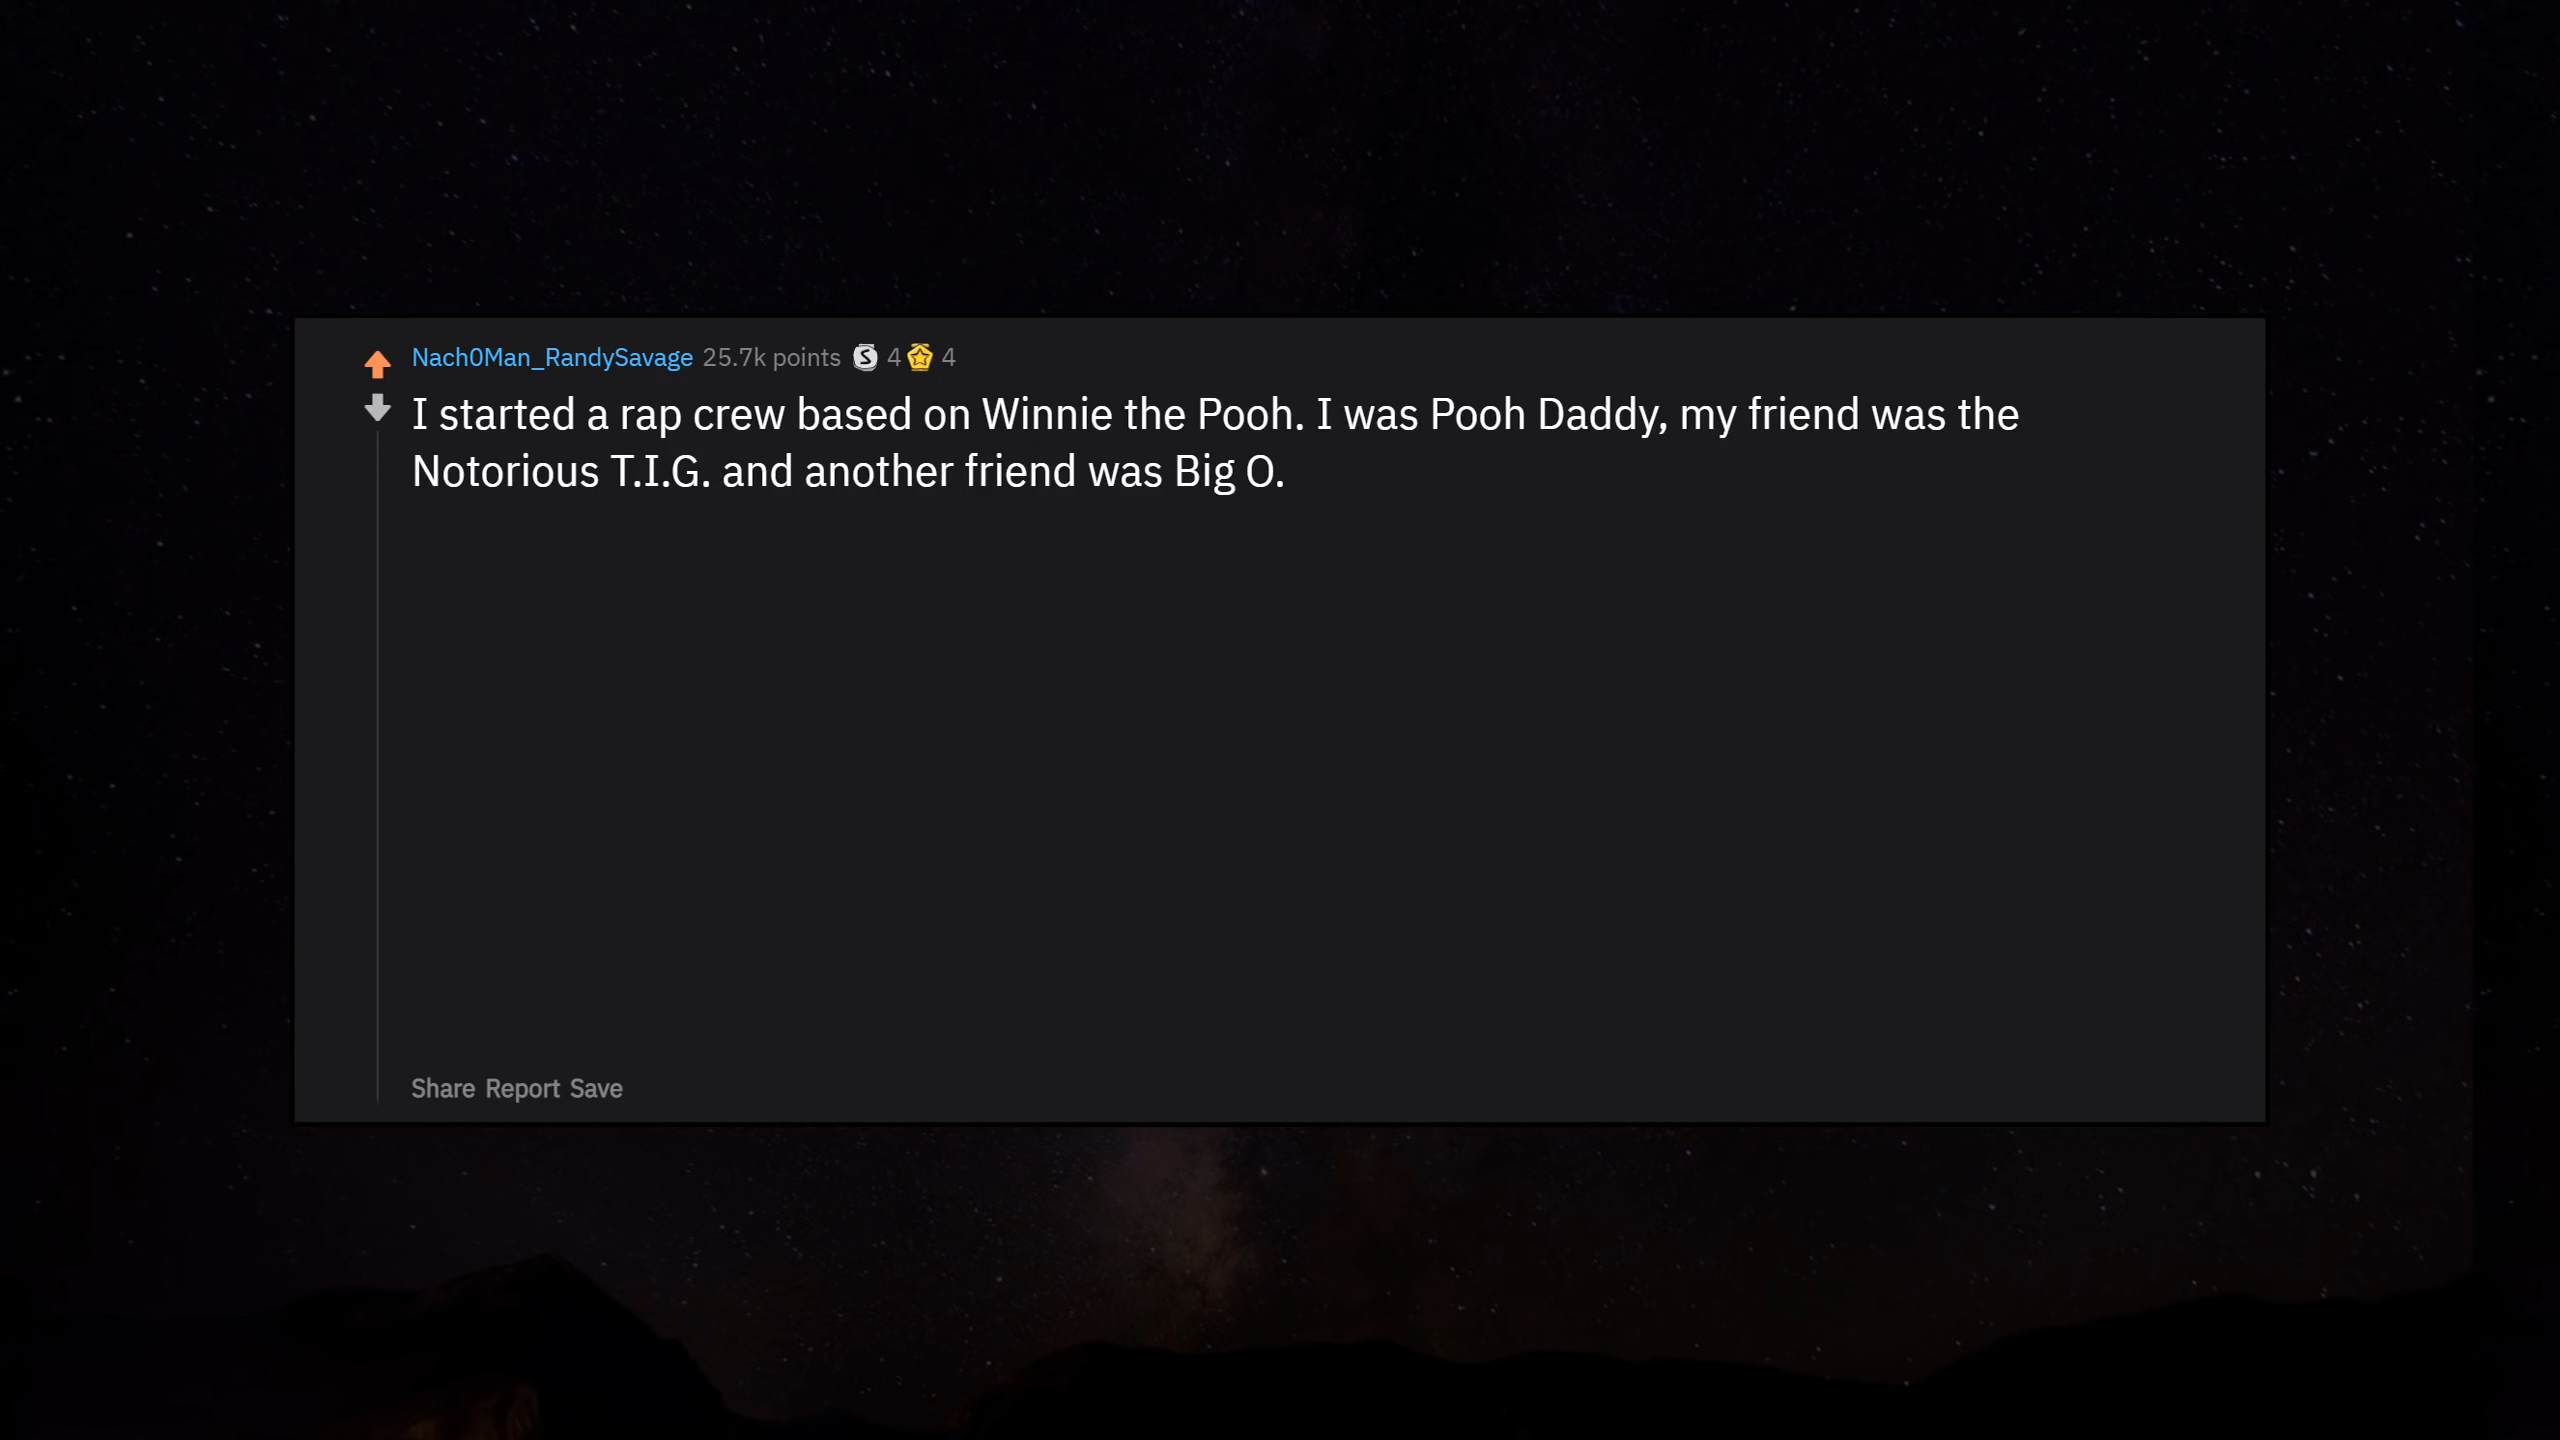 Nach0Man_RandySavage 25.7k points S 4 4
I started a rap crew based on Winnie the Pooh. I was Pooh Daddy, my friend was the
Notorious T.I.G. and another friend was Big O.
Share Report Save